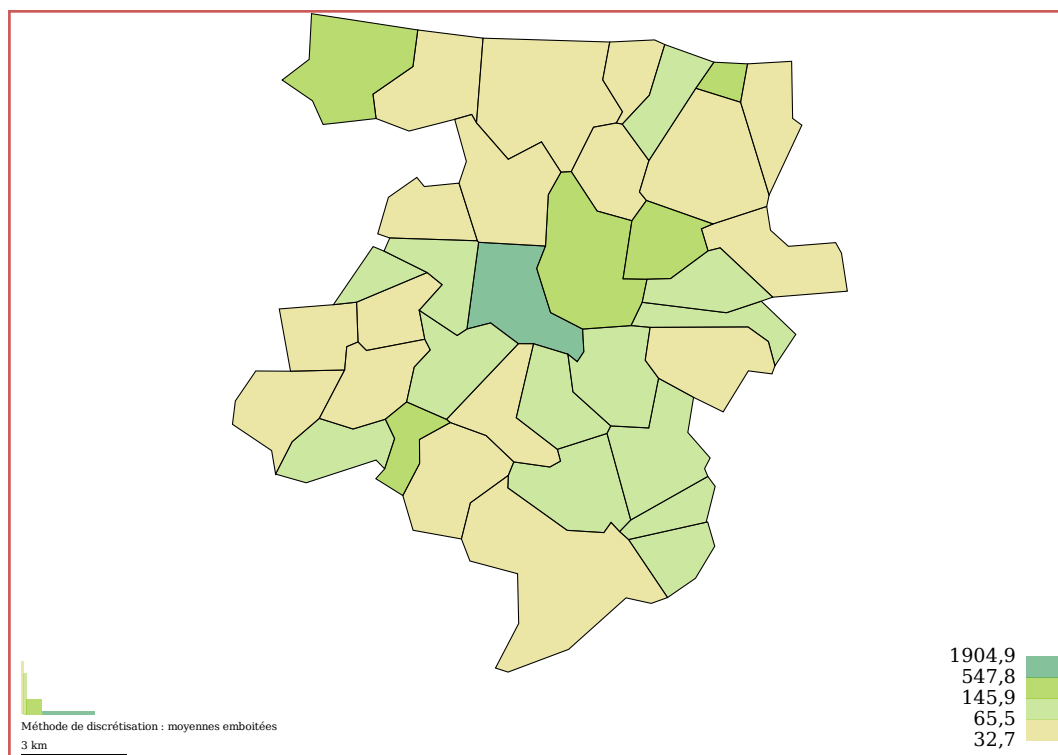 1904,9
547,8
145,9
65,5
32,7
Méthode de discrétisation : moyennes emboitées
3 km